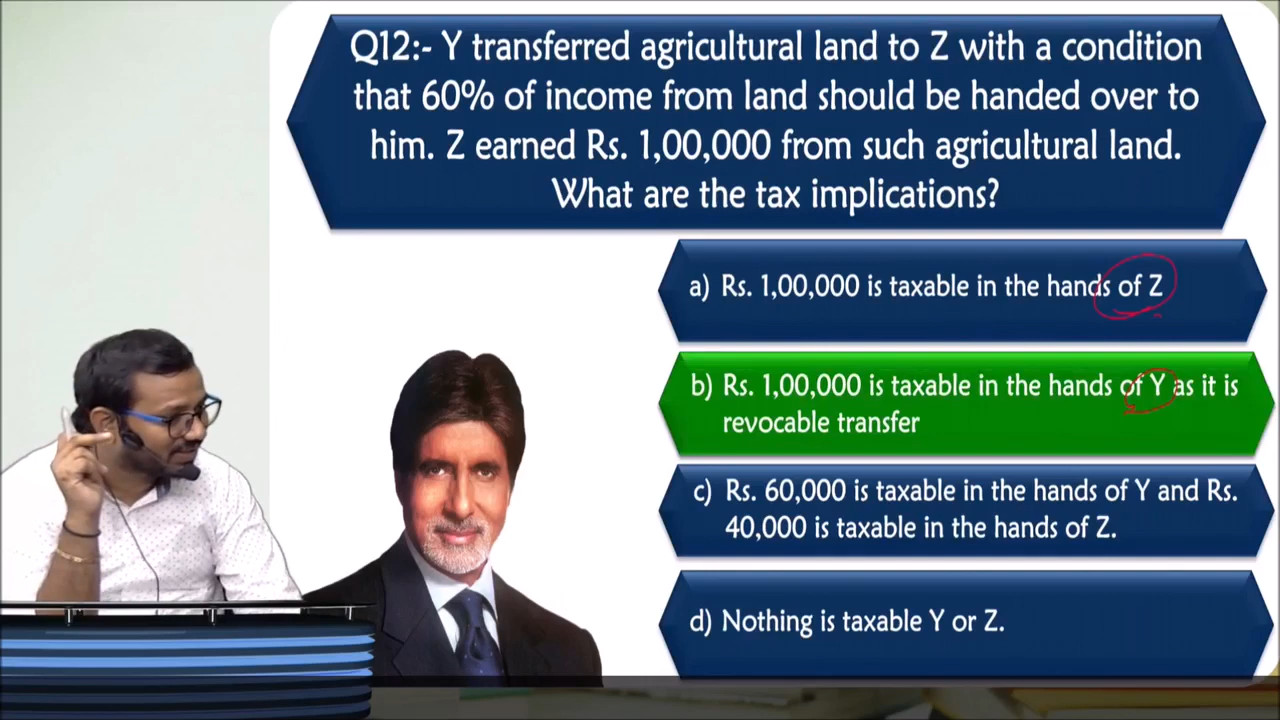 Q12:- Y transferred agricultural land to Z with a condition
that 60% of income from land should be handed over to
him. Z earned Rs. 1,00,000 from such agricultural land.
What are the tax implications?
a) Rs. 1,00,000 is taxable in the hands of Z
b) Rs. 1,00,000 is taxable in the hands of Y as it is
revocable transfer
c) Rs. 60,000 is taxable in the hands of Y and Rs.
40,000 is taxable in the hands of Z.
d) Nothing is taxable Y or Z.